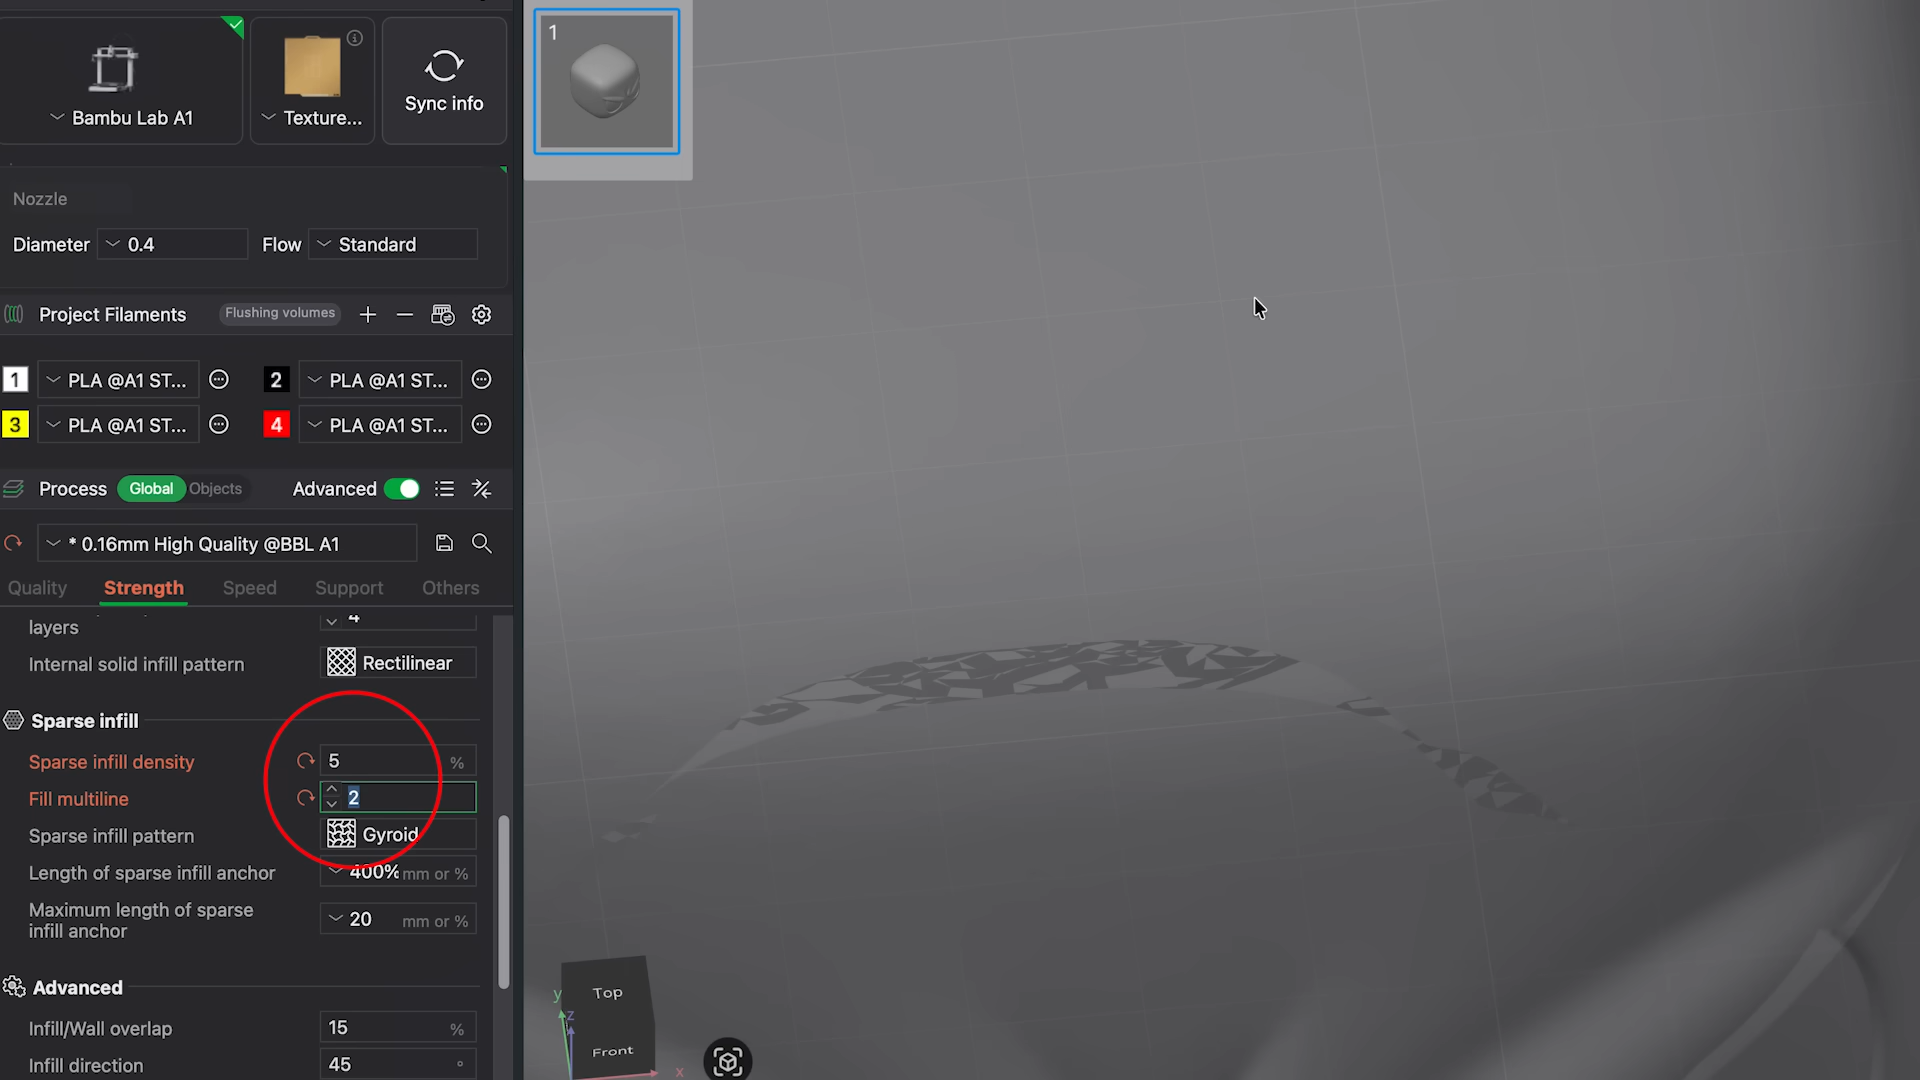 Bambu Lab A1
Texture...
Sync info
1
Nozzle
Diameter 0.4 Flow Standard
Project Filaments Flushing volumes
1 PLA @A1 ST... 2 PLA @A1 ST...
3 PLA @A1 ST... 4 PLA @A1 ST...
Process Global Objects Advanced
* 0.16mm High Quality @BBL A1
Quality Strength Speed Support Others
layers 4
Internal solid infill pattern Rectilinear
Sparse infill
Sparse infill density 5 %
Fill multiline 2
Sparse infill pattern Gyroid
Length of sparse infill anchor 400% mm or %
Maximum length of sparse
infill anchor 20 mm or %
Advanced
Infill/Wall overlap 15 %
Infill direction 45 °
Top
Front
y
z
x